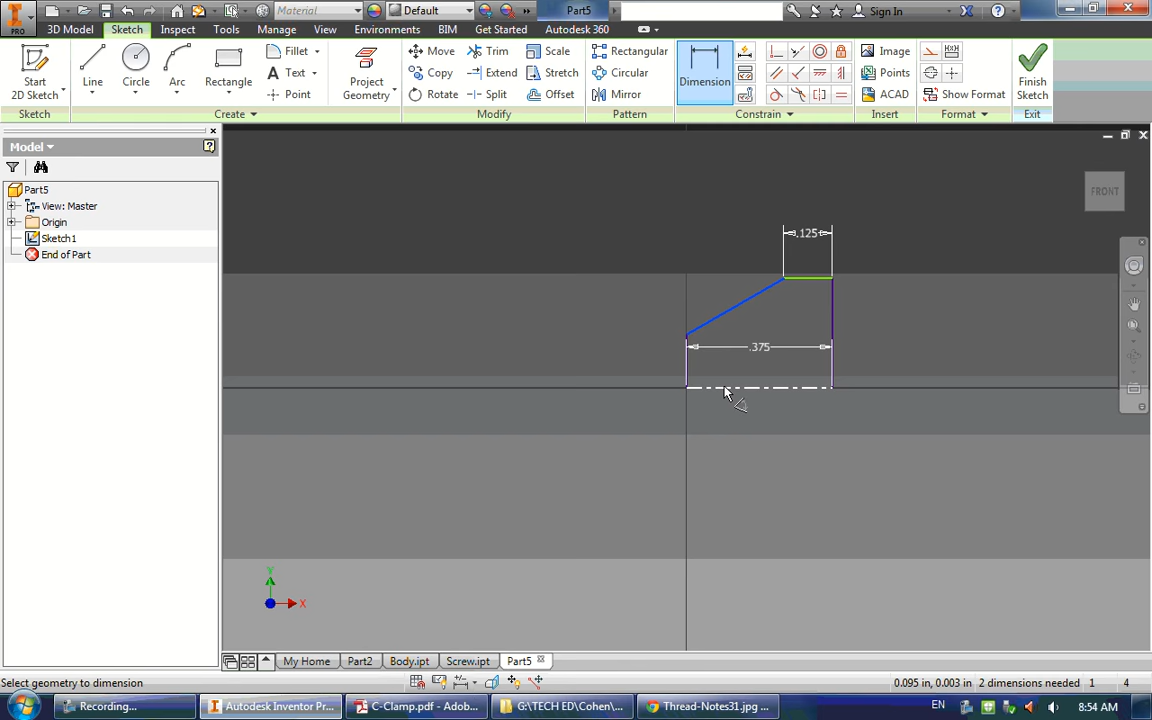 PRO
Material
Default
Part5
Sign In
3D Model
Sketch
Inspect
Tools
Manage
View
Environments
BIM
Get Started
Autodesk 360
Start
2D Sketch
Line
Circle
Arc
Rectangle
Fillet
Text
Point
Project
Geometry
Move
Copy
Rotate
Trim
Extend
Split
Scale
Stretch
Offset
Rectangular
Circular
Mirror
Dimension
Image
Points
ACAD
Show Format
Finish
Sketch
Sketch
Create
Modify
Pattern
Constrain
Insert
Format
Exit
Model
Part5
View: Master
Origin
Sketch1
End of Part
FRONT
.125
.375
Y
X
My Home
Part2
Body.ipt
Screw.ipt
Part5
Select geometry to dimension
0.095 in, 0.003 in
2 dimensions needed
1
4
Recording...
Autodesk Inventor Pr...
C-Clamp.pdf - Adob...
G:\TECH ED\Cohen\...
Thread-Notes31.jpg ...
EN
8:54 AM